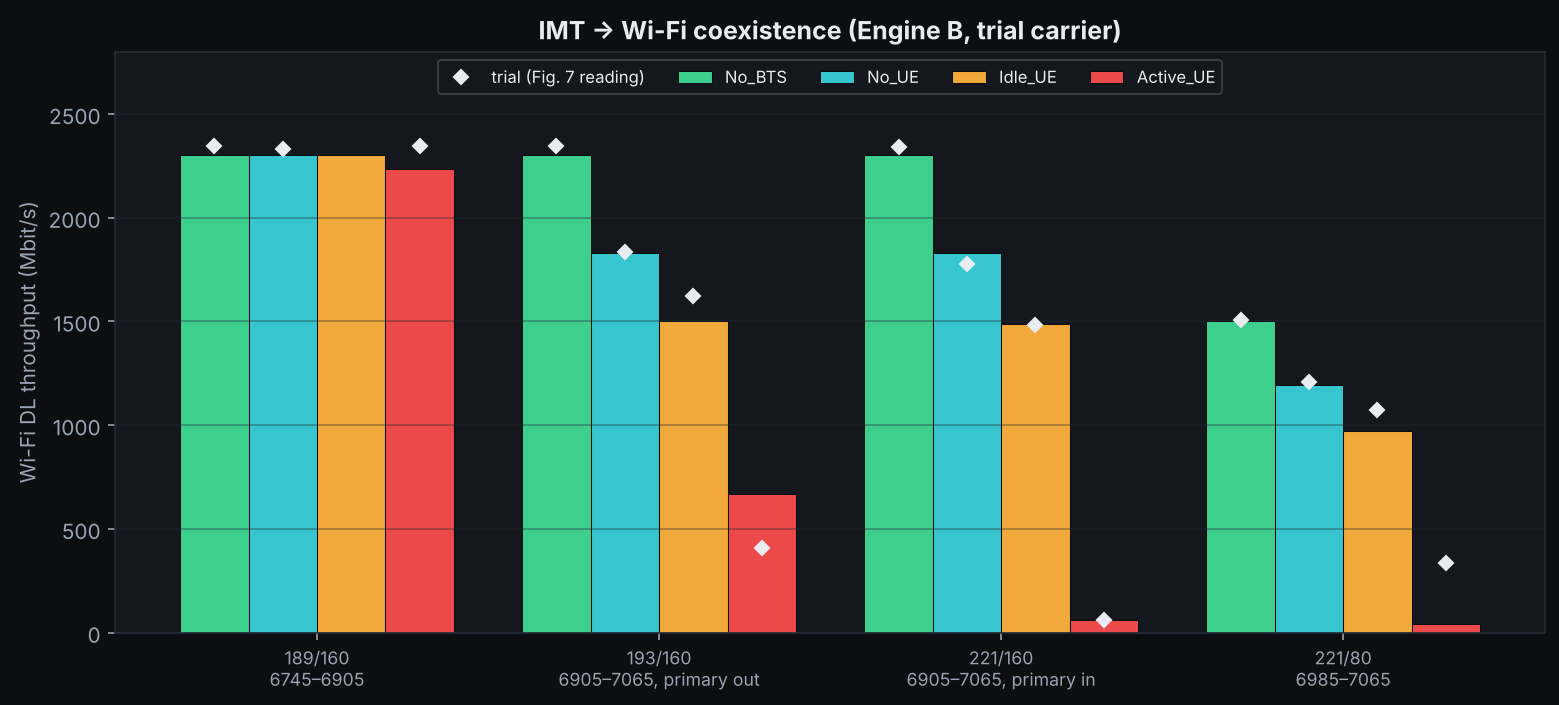 IMT → Wi-Fi coexistence (Engine B, trial carrier)
trial (Fig. 7 reading) No_BTS No_UE Idle_UE Active_UE
Wi-Fi DL throughput (Mbit/s)
2500
2000
1500
1000
500
0
189/160 193/160 221/160 221/80
6745–6905 6905–7065, primary out 6905–7065, primary in 6985–7065